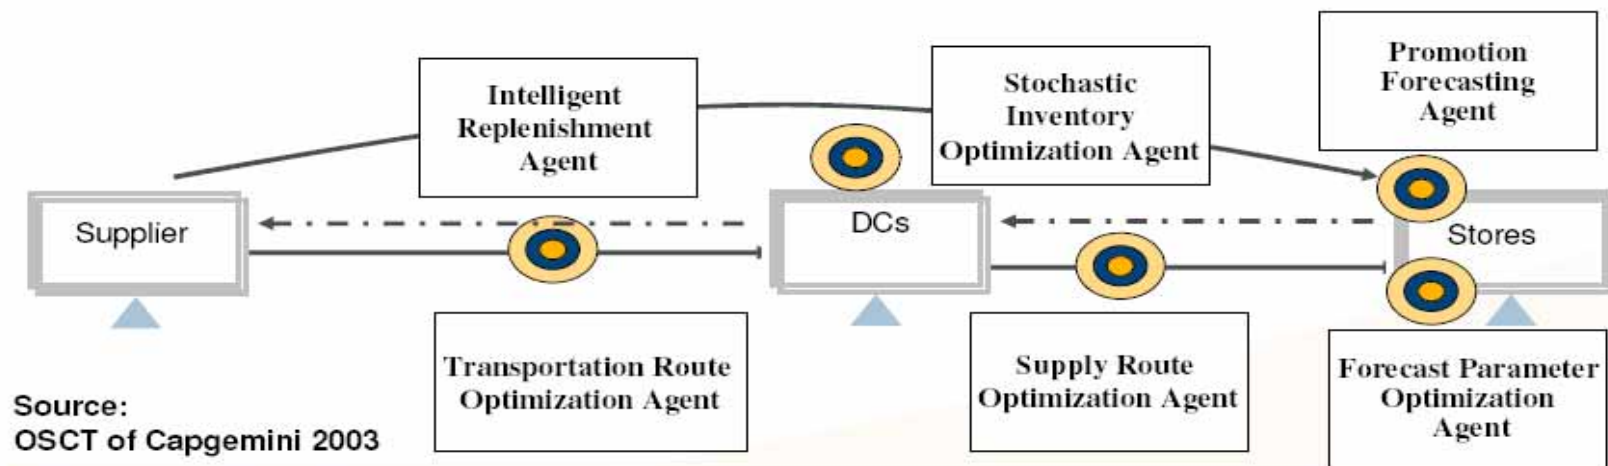 Promotion
Forecasting
Agent
Stochastic
Inventory
Optimization Agent
Intelligent
Replenishment
Agent
Supplier
DCs
Stores
Transportation Route
Optimization Agent
Supply Route
Optimization Agent
Forecast Parameter
Optimization
Agent
Source:
OSCT of Capgemini 2003